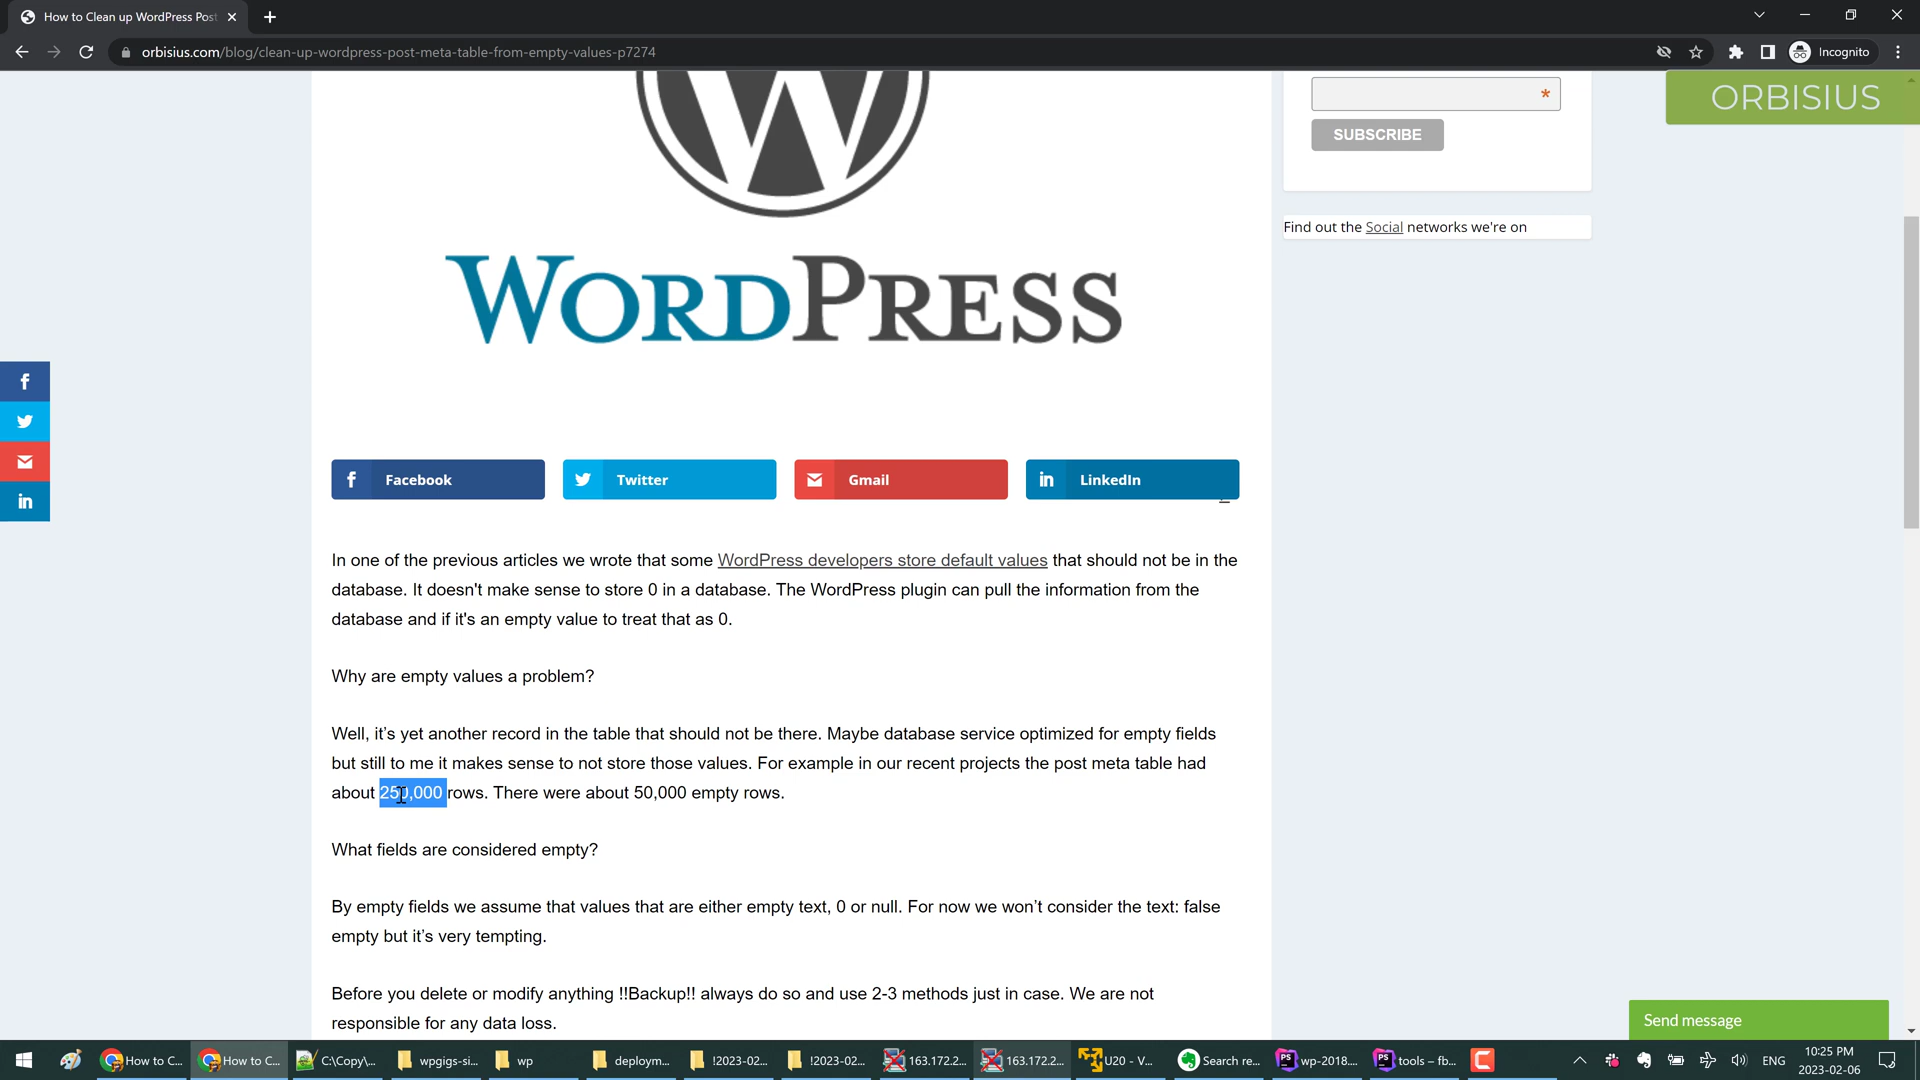 How to Clean up WordPress Post
orbisius.com/blog/clean-up-wordpress-post-meta-table-from-empty-values-p7274
Incognito
ORBISIUS
*
SUBSCRIBE
Find out the Social networks we're on
W
WORDPRESS
Facebook
Twitter
Gmail
LinkedIn
In one of the previous articles we wrote that some WordPress developers store default values that should not be in the
database. It doesn't make sense to store 0 in a database. The WordPress plugin can pull the information from the
database and if it's an empty value to treat that as 0.
Why are empty values a problem?
Well, it’s yet another record in the table that should not be there. Maybe database service optimized for empty fields
but still to me it makes sense to not store those values. For example in our recent projects the post meta table had
about 250,000 rows. There were about 50,000 empty rows.
What fields are considered empty?
By empty fields we assume that values that are either empty text, 0 or null. For now we won’t consider the text: false
empty but it’s very tempting.
Before you delete or modify anything !!Backup!! always do so and use 2-3 methods just in case. We are not
responsible for any data loss.
Send message
How to C...
How to C...
C:\Copy\...
wpgigs-si...
wp
deploym...
!2023-02...
!2023-02...
163.172.2...
163.172.2...
U20 - V...
Search re...
wp-2018....
tools – fb...
ENG
10:25 PM
2023-02-06